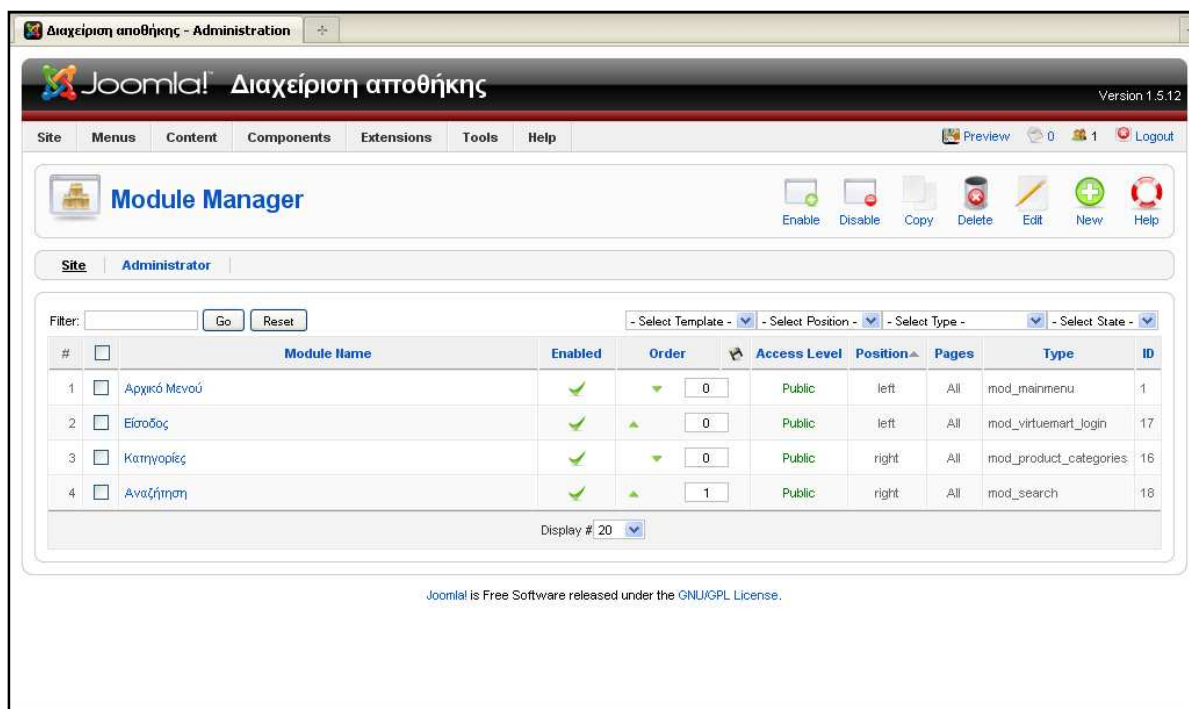 Διαχείριση αποθήκης - Administration
Joomla! Διαχείριση αποθήκης
Version 1.5.12
Site Menus Content Components Extensions Tools Help Preview 0 1 Logout
Module Manager
Enable Disable Copy Delete Edit New Help
Site Administrator
Filter: Go Reset - Select Template - - Select Position - - Select Type - - Select State -
# Module Name Enabled Order Access Level Position Pages Type ID
1 Αρχικό Μενού 0 Public left All mod_mainmenu 1
2 Είσοδος 0 Public left All mod_virtuemart_login 17
3 Κατηγορίες 0 Public right All mod_product_categories 16
4 Αναζήτηση 1 Public right All mod_search 18
Display # 20
Joomla! is Free Software released under the GNU/GPL License.